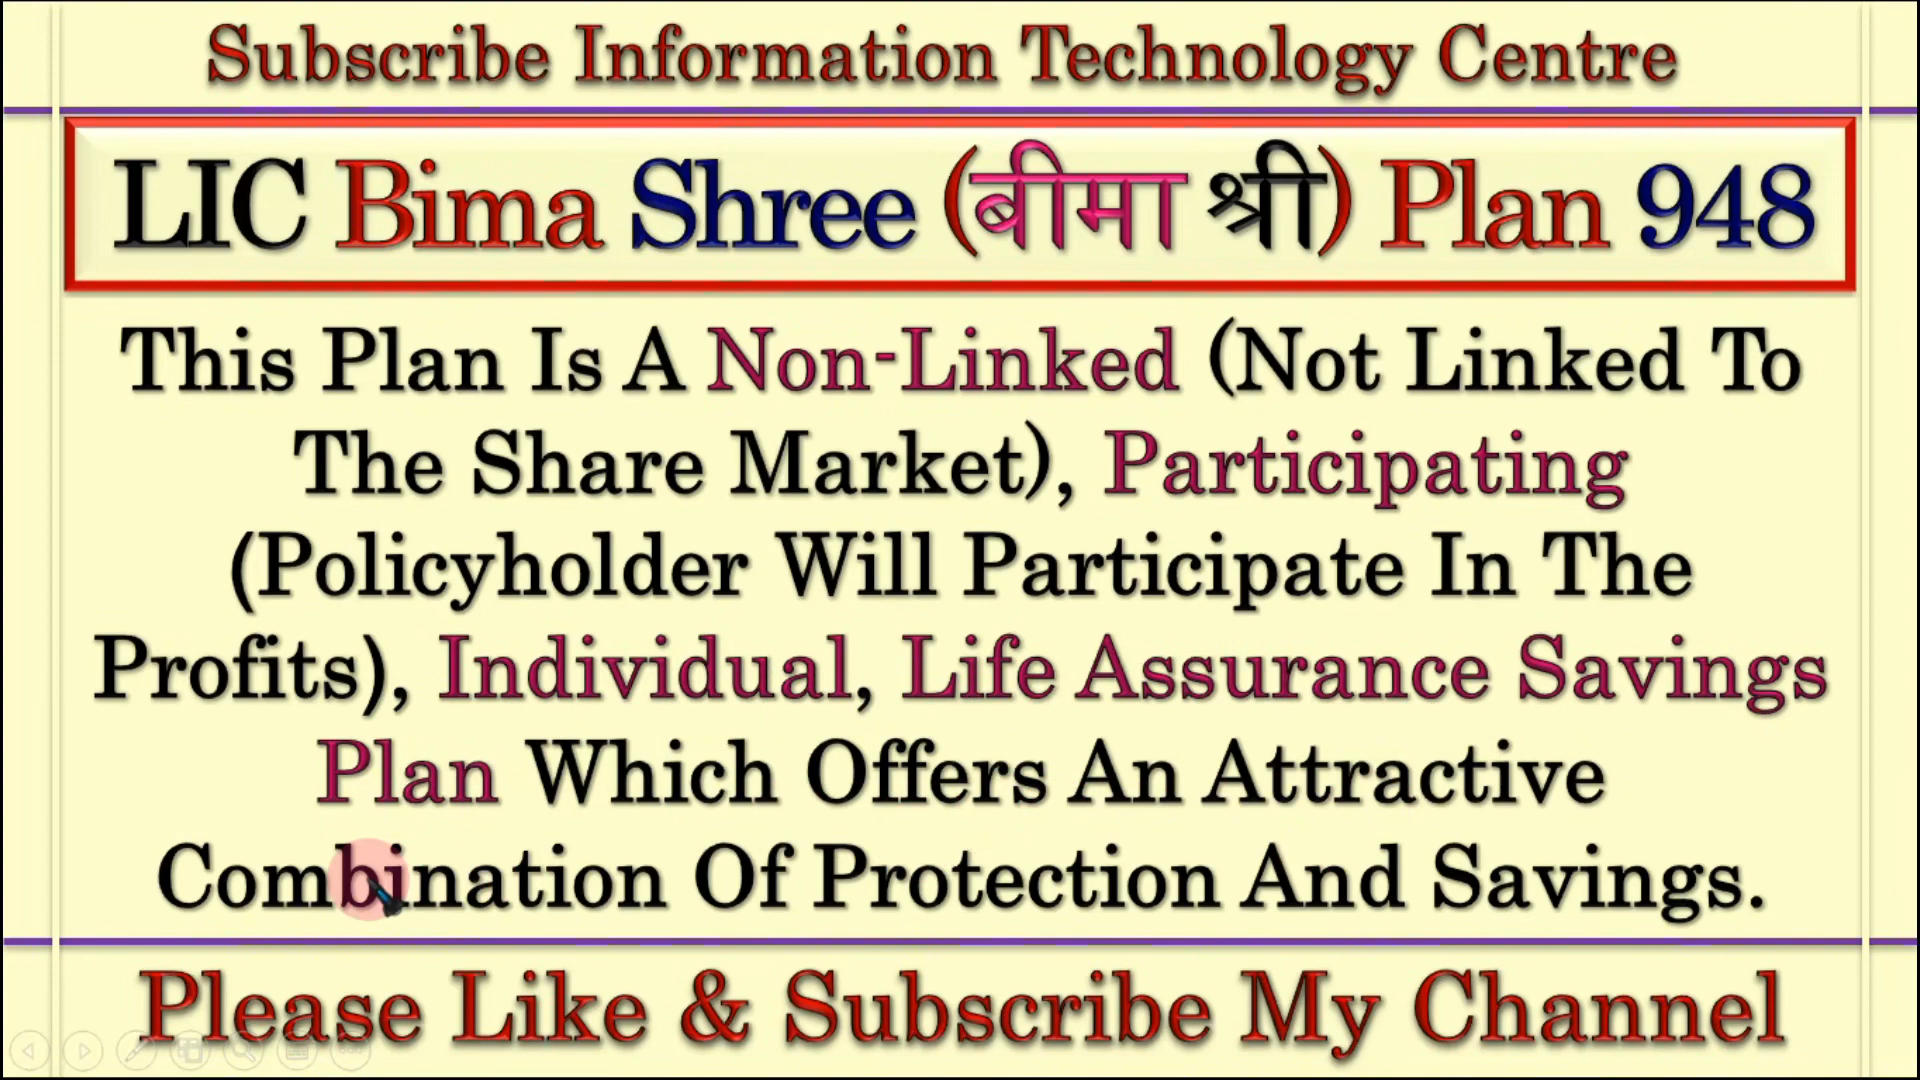 Subscribe Information Technology Centre
LIC Bima Shree (बीमा श्री) Plan 948
This Plan Is A Non-Linked (Not Linked To
The Share Market), Participating
(Policyholder Will Participate In The
Profits), Individual, Life Assurance Savings
Plan Which Offers An Attractive
Combination Of Protection And Savings.
Please Like & Subscribe My Channel